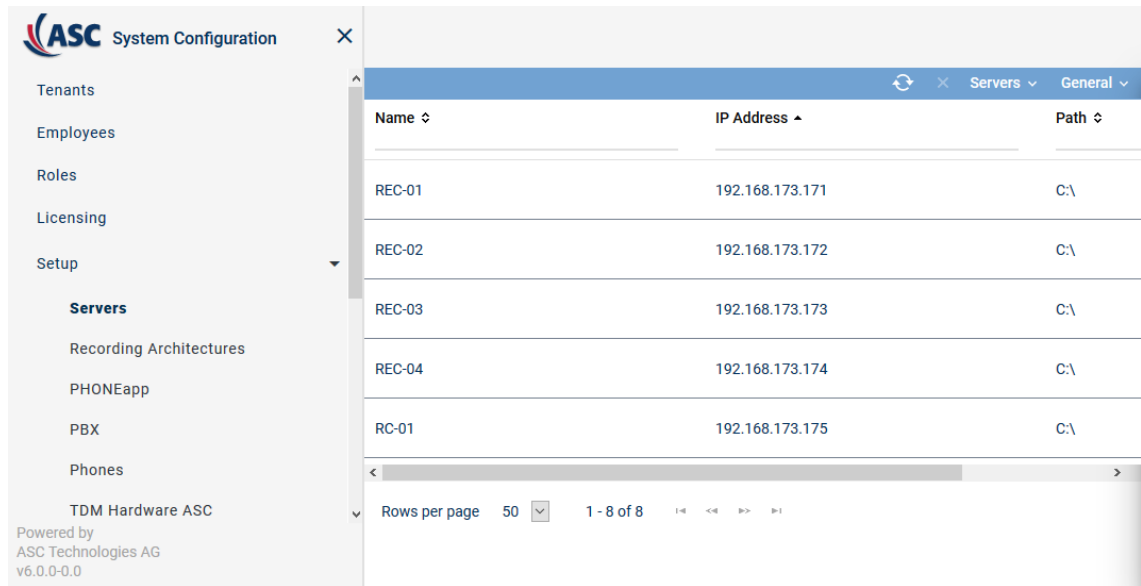 ASC System Configuration
Tenants
Employees
Roles
Licensing
Setup
Servers
Recording Architectures
PHONEapp
PBX
Phones
TDM Hardware ASC
Powered by
ASC Technologies AG
v6.0.0-0.0
Servers General
Name IP Address Path
REC-01 192.168.173.171 C:\
REC-02 192.168.173.172 C:\
REC-03 192.168.173.173 C:\
REC-04 192.168.173.174 C:\
RC-01 192.168.173.175 C:\
Rows per page 50 1 - 8 of 8